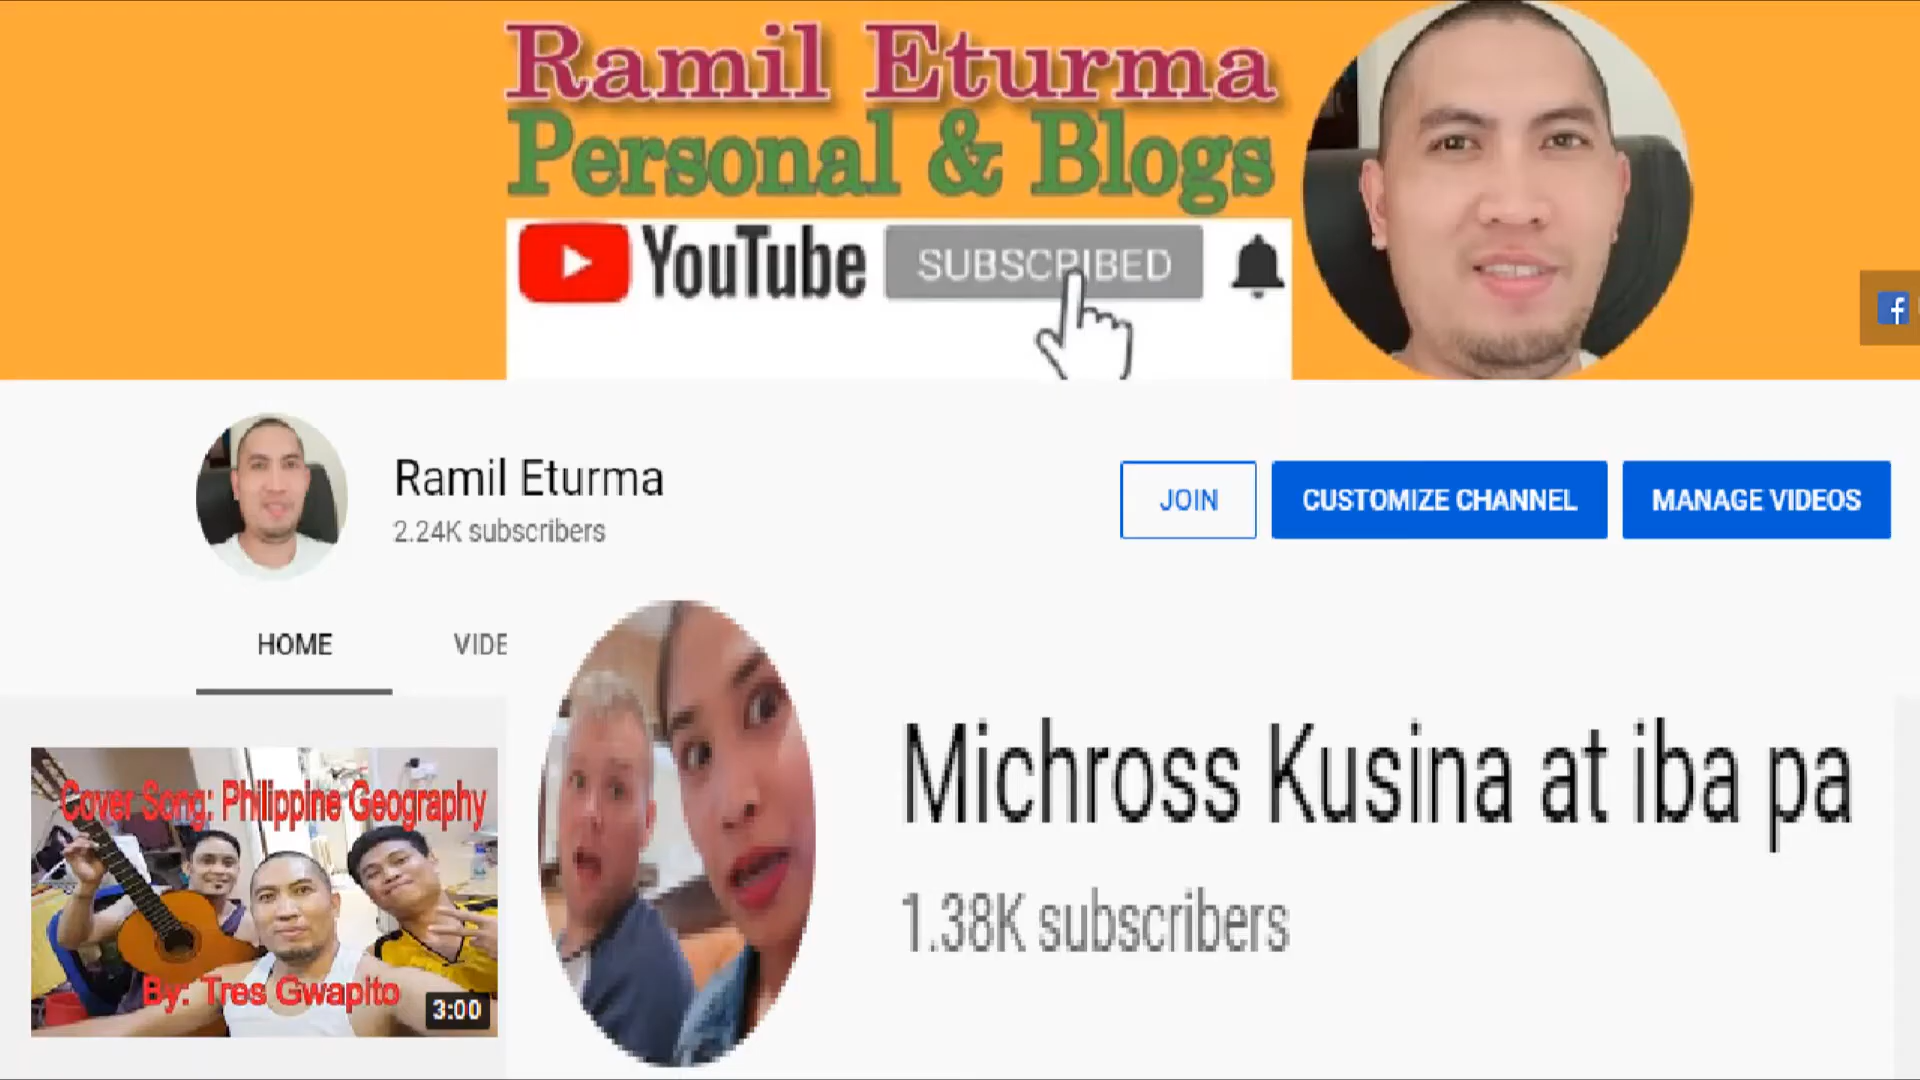 Ramil Eturma
Personal & Blogs
YouTube SUBSCRIBED
Ramil Eturma
2.24K subscribers
JOIN
CUSTOMIZE CHANNEL
MANAGE VIDEOS
HOME
VIDE
Cover Song: Philippine Geography
By: Tres Gwapito
3:00
Michross Kusina at iba pa
1.38K subscribers